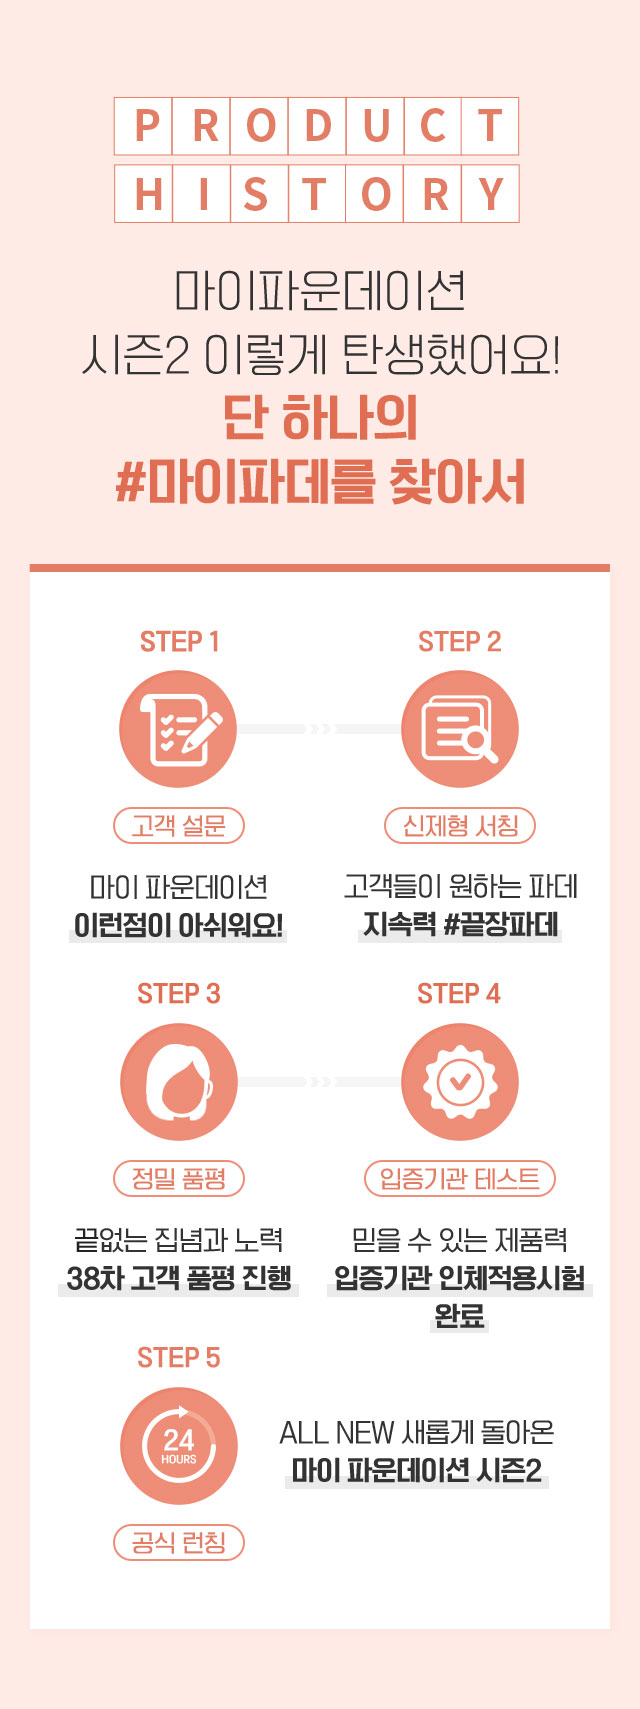 PRODUCT
HISTORY
마이파운데이션
시즌2 이렇게 탄생했어요!
단 하나의
#마이파데를 찾아서
STEP 1
고객 설문
마이 파운데이션
이런점이 아쉬워요!
STEP 2
신제형 서칭
고객들이 원하는 파데
지속력 #끝장파데
STEP 3
정밀 품평
끝없는 집념과 노력
38차 고객 품평 진행
STEP 4
입증기관 테스트
믿을 수 있는 제품력
입증기관 인체적용시험
완료
STEP 5
24
HOURS
공식 런칭
ALL NEW 새롭게 돌아온
마이 파운데이션 시즌2